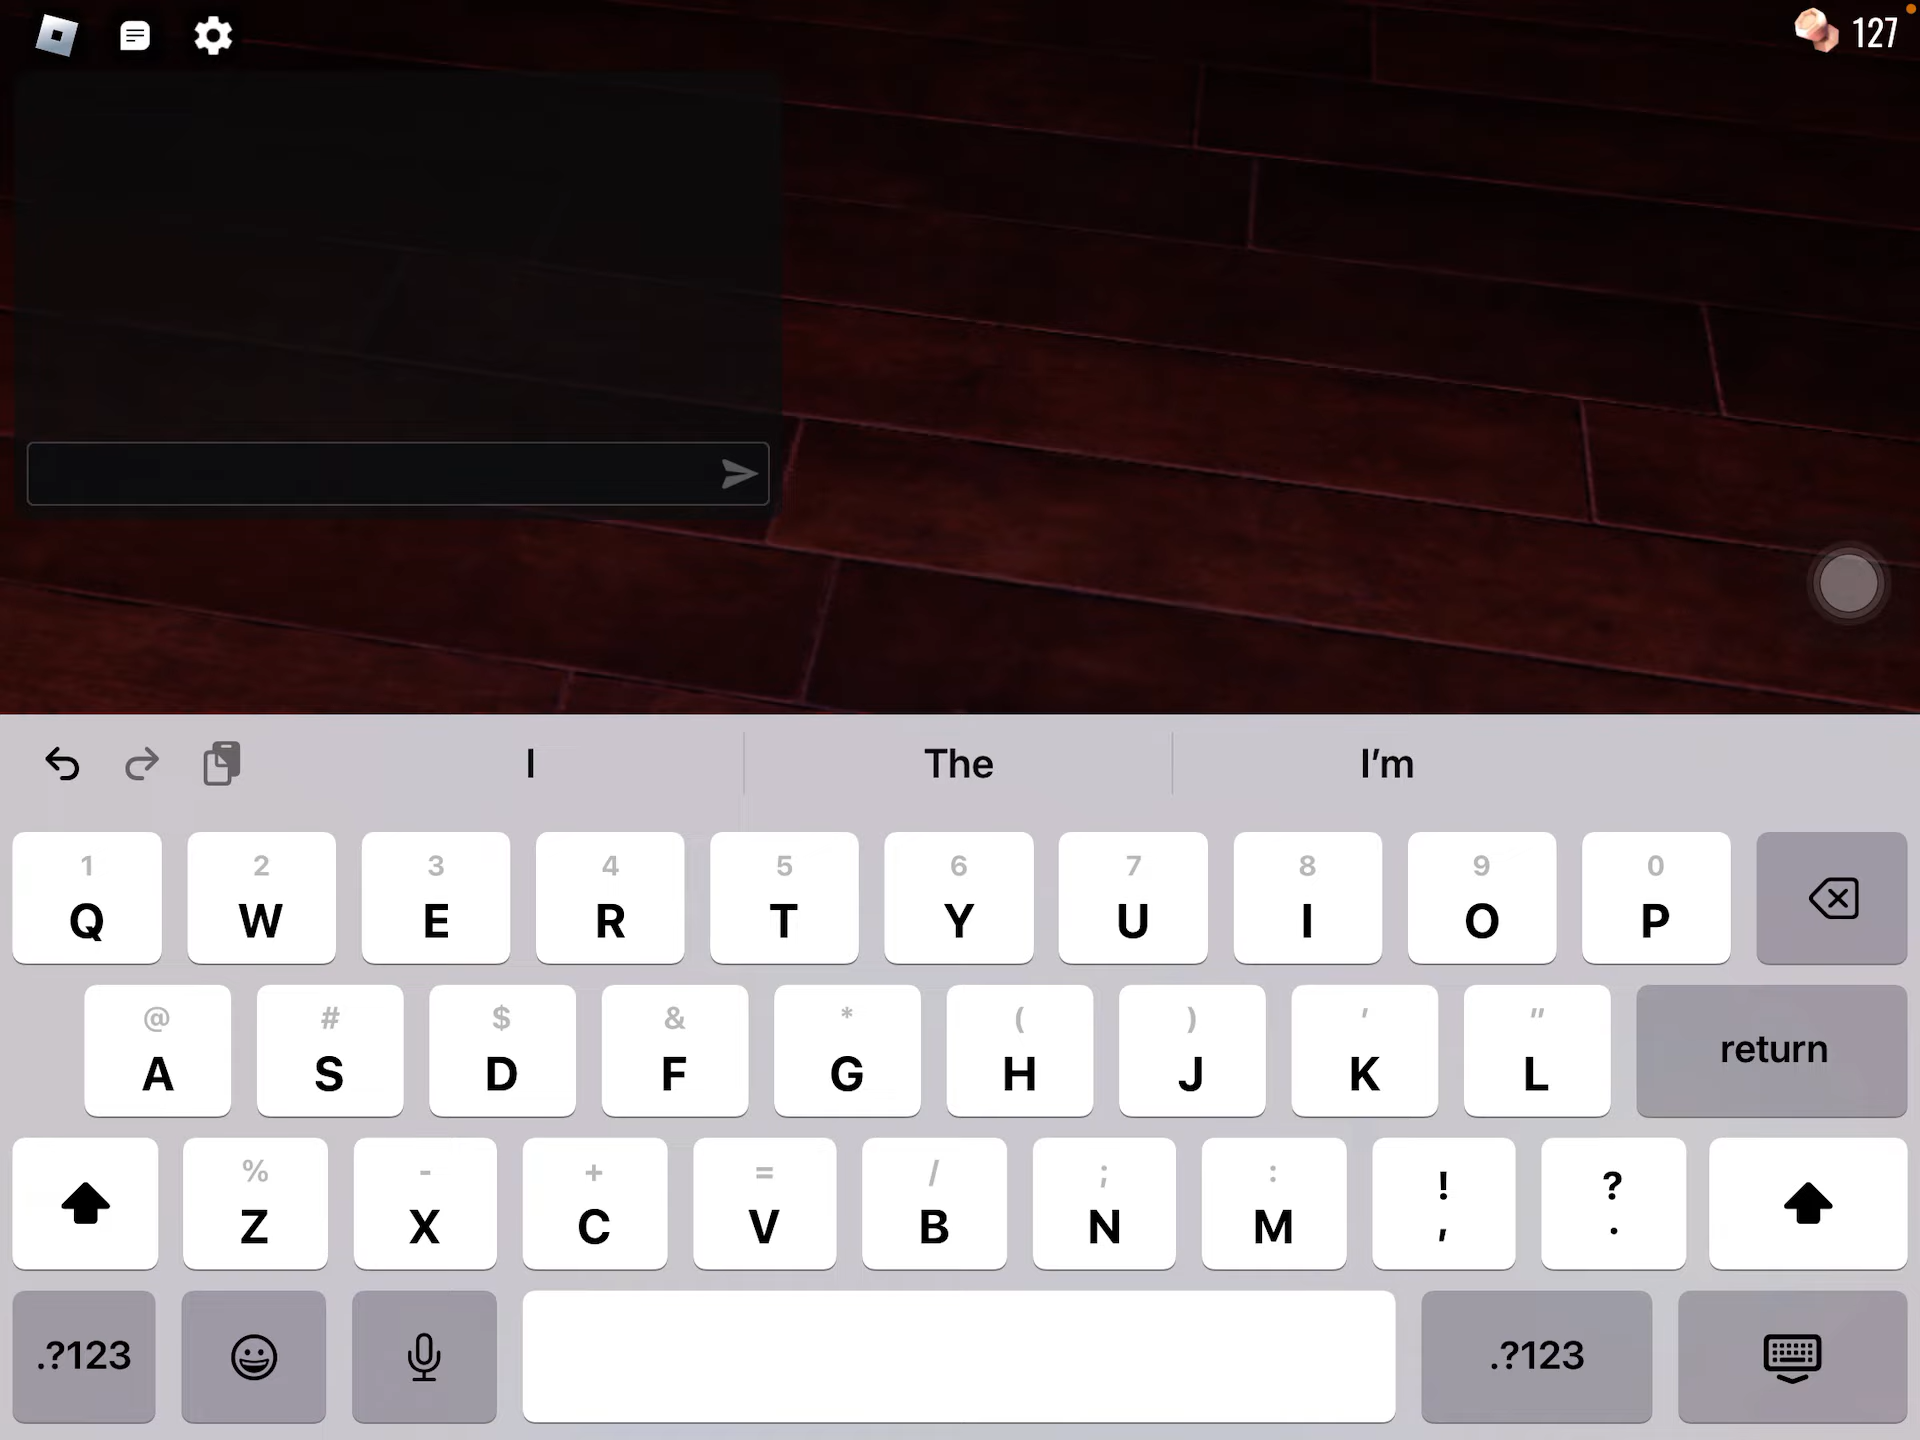 127
I The I'm
1 2 3 4 5 6 7 8 9 0
Q W E R T Y U I O P
@ # $ & * ( ) ' "
A S D F G H J K L return
% - + = / ; : ! ?
Z X C V B N M , .
.?123 .?123